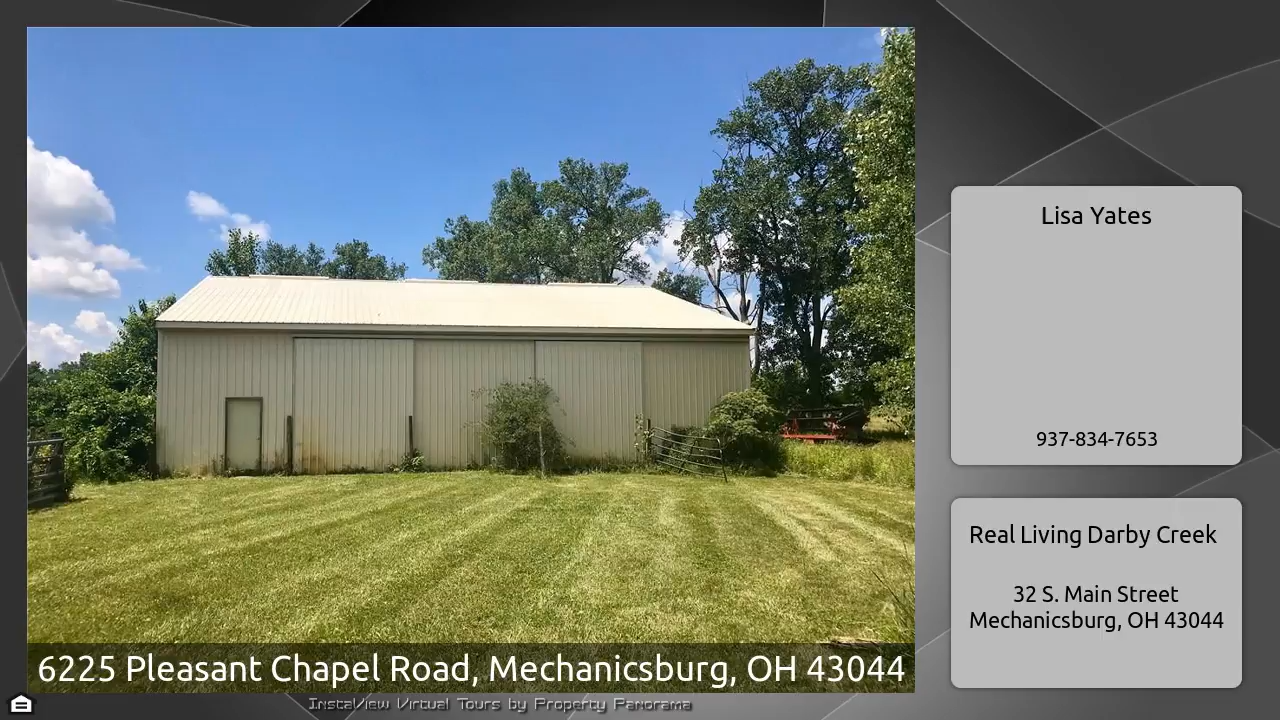 Lisa Yates
937-834-7653
Real Living Darby Creek
32 S. Main Street
Mechanicsburg, OH 43044
6225 Pleasant Chapel Road, Mechanicsburg, OH 43044
InstaView Virtual Tours by Property Panorama